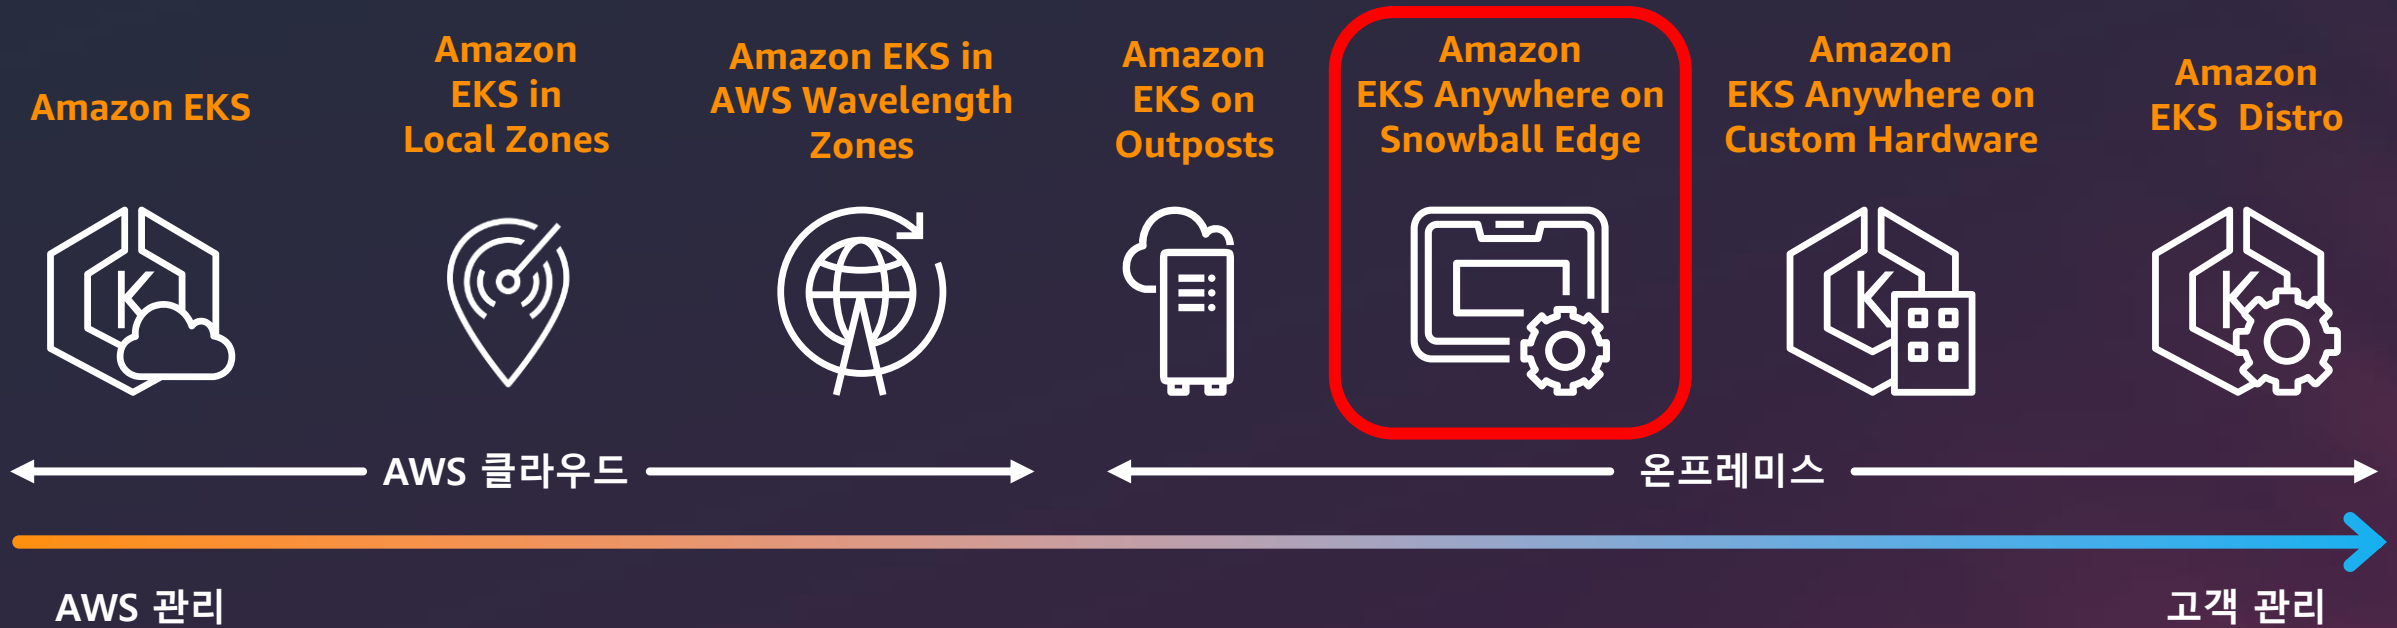 Amazon EKS
Amazon
EKS in
Local Zones
Amazon EKS in
AWS Wavelength
Zones
Amazon
EKS on
Outposts
Amazon
EKS Anywhere on
Snowball Edge
Amazon
EKS Anywhere on
Custom Hardware
Amazon
EKS Distro
K
K
K
AWS 클라우드
온프레미스
AWS 관리
고객 관리